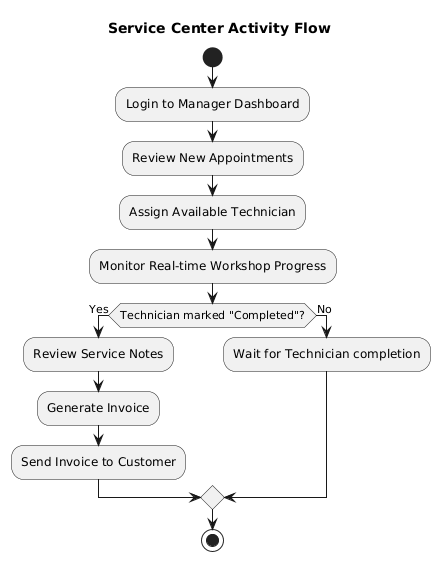 Service Center Activity Flow
Login to Manager Dashboard
Review New Appointments
Assign Available Technician
Monitor Real-time Workshop Progress
Technician marked "Completed"?
Yes
No
Review Service Notes
Wait for Technician completion
Generate Invoice
Send Invoice to Customer